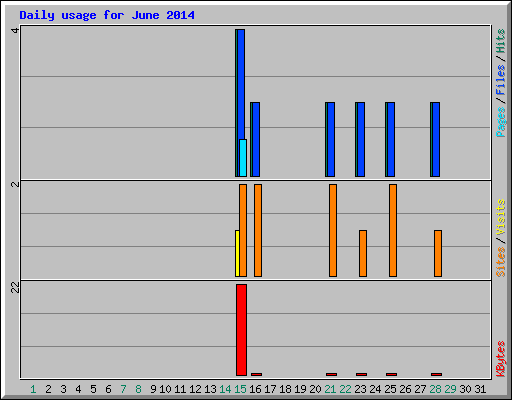 Daily usage for June 2014
4
Pages / Files / Hits
2
Sites / Visits
22
KBytes
1 2 3 4 5 6 7 8 9 10 11 12 13 14 15 16 17 18 19 20 21 22 23 24 25 26 27 28 29 30 31